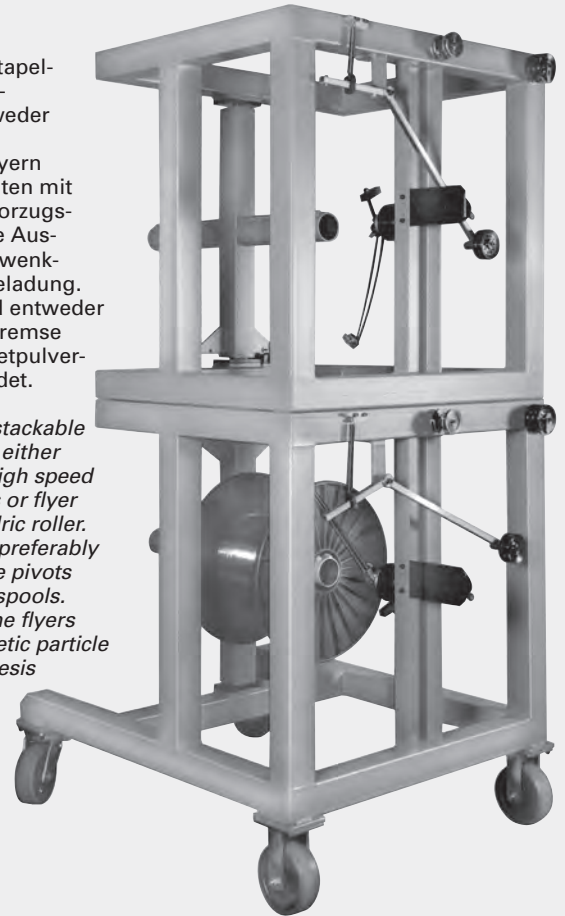 tapel-
-
weder
yern
ten mit
orzugs-
e Aus-
wenk-
eladung.
l entweder
remse
etpulver-
det.
stackable
either
igh speed
s or flyer
dric roller.
preferably
e pivots
spools.
he flyers
etic particle
esis